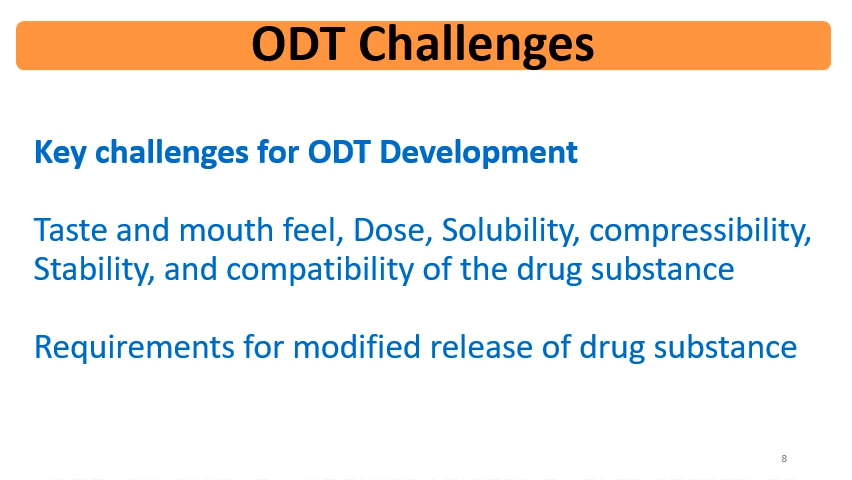 ODT Challenges
Key challenges for ODT Development
Taste and mouth feel, Dose, Solubility, compressibility,
Stability, and compatibility of the drug substance
Requirements for modified release of drug substance
8